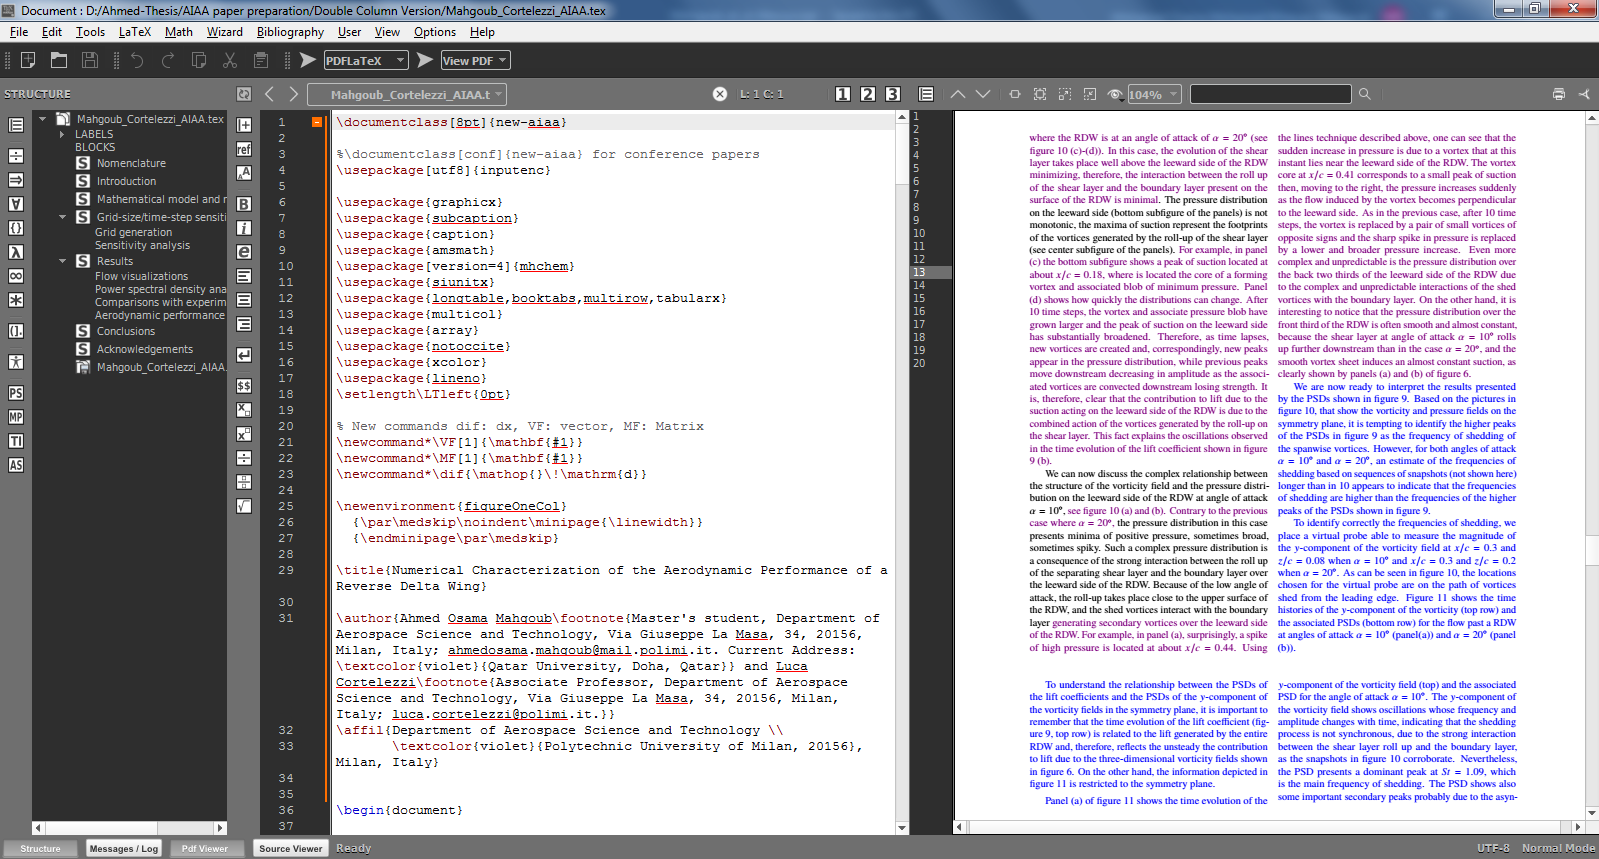 Document : D:/Ahmed-Thesis/AIAA paper preparation/Double Column Version/Mahgoub_Cortelezzi_AIAA.tex
File Edit Tools LaTeX Math Wizard Bibliography User View Options Help
PDFLaTeX View PDF
STRUCTURE
Mahgoub_Cortelezzi_AIAA.t
L: 1 C: 1
1 2 3
104%
Mahgoub_Cortelezzi_AIAA.tex
LABELS
BLOCKS
S Nomenclature
S Introduction
S Mathematical model and r
S Grid-size/time-step sensiti
Grid generation
Sensitivity analysis
S Results
Flow visualizations
Power spectral density ana
Comparisons with experim
Aerodynamic performance
S Conclusions
S Acknowledgements
Mahgoub_Cortelezzi_AIAA.
PS
MP
TI
AS
ref
B
i
e
$$
1 \documentclass[8pt]{new-aiaa}
2
3 %\documentclass[conf]{new-aiaa} for conference papers
4 \usepackage[utf8]{inputenc}
5
6 \usepackage{graphicx}
7 \usepackage{subcaption}
8 \usepackage{caption}
9 \usepackage{amsmath}
10 \usepackage[version=4]{mhchem}
11 \usepackage{siunitx}
12 \usepackage{longtable,booktabs,multirow,tabularx}
13 \usepackage{multicol}
14 \usepackage{array}
15 \usepackage{notoccite}
16 \usepackage{xcolor}
17 \usepackage{lineno}
18 \setlength\LTleft{0pt}
19
20 % New commands dif: dx, VF: vector, MF: Matrix
21 \newcommand*\VF[1]{\mathbf{#1}}
22 \newcommand*\MF[1]{\mathbf{#1}}
23 \newcommand*\dif{\mathop{}\!\mathrm{d}}
24
25 \newenvironment{figureOneCol}
26 {\par\medskip\noindent\minipage{\linewidth}}
27 {\endminipage\par\medskip}
28
29 \title{Numerical Characterization of the Aerodynamic Performance of a
Reverse Delta Wing}
30
31 \author{Ahmed Osama Mahgoub\footnote{Master's student, Department of
Aerospace Science and Technology, Via Giuseppe La Masa, 34, 20156,
Milan, Italy; ahmedosama.mahgoub@mail.polimi.it. Current Address:
\textcolor{violet}{Qatar University, Doha, Qatar}} and Luca
Cortelezzi\footnote{Associate Professor, Department of Aerospace
Science and Technology, Via Giuseppe La Masa, 34, 20156, Milan,
Italy; luca.cortelezzi@polimi.it.}}
32 \affil{Department of Aerospace Science and Technology \\
33 \textcolor{violet}{Polytechnic University of Milan, 20156},
Milan, Italy}
34
35
36 \begin{document}
37
1
2
3
4
5
6
7
8
9
10
11
12
13
14
15
16
17
18
19
20
where the RDW is at an angle of attack of α = 20° (see
figure 10 (c)-(d)). In this case, the evolution of the shear
layer takes place well above the leeward side of the RDW
minimizing, therefore, the interaction between the roll up
of the shear layer and the boundary layer present on the
surface of the RDW is minimal. The pressure distribution
on the leeward side (bottom subfigure of the panels) is not
monotonic, the maxima of suction represent the footprints
of the vortices generated by the roll-up of the shear layer
(see center subfigure of the panels). For example, in panel
(c) the bottom subfigure shows a peak of suction located at
about x/c = 0.18, where is located the core of a forming
vortex and associated blob of minimum pressure. Panel
(d) shows how quickly the distributions can change. After
10 time steps, the vortex and associate pressure blob have
grown larger and the peak of suction on the leeward side
has substantially broadened. Therefore, as time lapses,
new vortices are created and, correspondingly, new peaks
appear in the pressure distribution, while previous peaks
move downstream decreasing in amplitude as the associ-
ated vortices are convected downstream losing strength. It
is, therefore, clear that the contribution to lift due to the
suction acting on the leeward side of the RDW is due to the
combined action of the vortices generated by the roll-up on
the shear layer. This fact explains the oscillations observed
in the time evolution of the lift coefficient shown in figure
9 (b).
We can now discuss the complex relationship between
the structure of the vorticity field and the pressure distri-
bution on the leeward side of the RDW at angle of attack
α = 10°, see figure 10 (a) and (b). Contrary to the previous
case where α = 20°, the pressure distribution in this case
presents minima of positive pressure, sometimes broad,
sometimes spiky. Such a complex pressure distribution is
a consequence of the strong interaction between the roll up
of the separating shear layer and the boundary layer over
the leeward side of the RDW. Because of the low angle of
attack, the roll-up takes place close to the upper surface of
the RDW, and the shed vortices interact with the boundary
layer generating secondary vortices over the leeward side
of the RDW. For example, in panel (a), surprisingly, a spike
of high pressure is located at about x/c = 0.44. Using
the lines technique described above, one can see that the
sudden increase in pressure is due to a vortex that at this
instant lies near the leeward side of the RDW. The vortex
core at x/c = 0.41 corresponds to a small peak of suction
then, moving to the right, the pressure increases suddenly
as the flow induced by the vortex becomes perpendicular
to the leeward side. As in the previous case, after 10 time
steps, the vortex is replaced by a pair of small vortices of
opposite signs and the sharp spike in pressure is replaced
by a lower and broader pressure increase. Even more
complex and unpredictable is the pressure distribution over
the back two thirds of the leeward side of the RDW due
to the complex and unpredictable interactions of the shed
vortices with the boundary layer. On the other hand, it is
interesting to notice that the pressure distribution over the
front third of the RDW is often smooth and almost constant,
because the shear layer at angle of attack α = 10° rolls
up further downstream than in the case α = 20°, and the
smooth vortex sheet induces an almost constant suction, as
clearly shown by panels (a) and (b) of figure 6.
We are now ready to interpret the results presented
by the PSDs shown in figure 9. Based on the pictures in
figure 10, that show the vorticity and pressure fields on the
symmetry plane, it is tempting to identify the higher peaks
of the PSDs in figure 9 as the frequency of shedding of
the spanwise vortices. However, for both angles of attack
α = 10° and α = 20°, an estimate of the frequencies of
shedding based on sequences of snapshots (not shown here)
longer than in 10 appears to indicate that the frequencies
of shedding are higher than the frequencies of the higher
peaks of the PSDs shown in figure 9.
To identify correctly the frequencies of shedding, we
place a virtual probe able to measure the magnitude of
the y-component of the vorticity field at x/c = 0.3 and
z/c = 0.08 when α = 10° and x/c = 0.3 and z/c = 0.2
when α = 20°. As can be seen in figure 10, the locations
chosen for the virtual probe are on the path of vortices
shed from the leading edge. Figure 11 shows the time
histories of the y-component of the vorticity (top row) and
the associated PSDs (bottom row) for the flow past a RDW
at angles of attack α = 10° (panel(a)) and α = 20° (panel
(b)).
To understand the relationship between the PSDs of
the lift coefficients and the PSDs of the y-component of
the vorticity fields in the symmetry plane, it is important to
remember that the time evolution of the lift coefficient (fig-
ure 9, top row) is related to the lift generated by the entire
RDW and, therefore, reflects the unsteady the contribution
to lift due to the three-dimensional vorticity fields shown
in figure 6. On the other hand, the information depicted in
figure 11 is restricted to the symmetry plane.
Panel (a) of figure 11 shows the time evolution of the
y-component of the vorticity field (top) and the associated
PSD for the angle of attack α = 10°. The y-component of
the vorticity field shows oscillations whose frequency and
amplitude changes with time, indicating that the shedding
process is not synchronous, due to the strong interaction
between the shear layer roll up and the boundary layer,
as the snapshots in figure 10 corroborate. Nevertheless,
the PSD presents a dominant peak at St = 1.09, which
is the main frequency of shedding. The PSD shows also
some important secondary peaks probably due to the asyn-
Structure Messages / Log Pdf Viewer Source Viewer Ready
UTF-8 Normal Mode